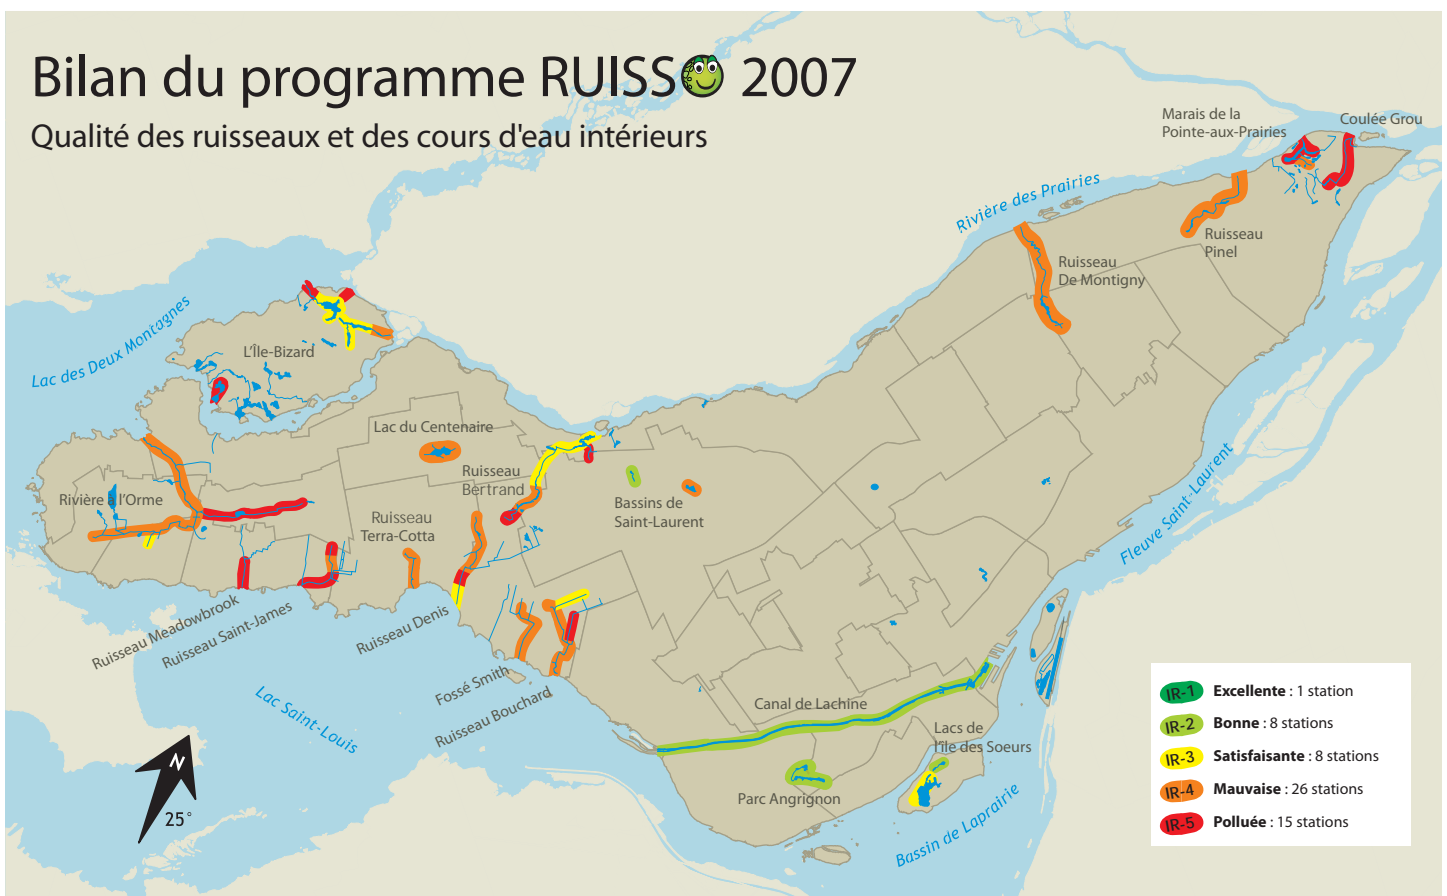 Bilan du programme RUISSO 2007
Qualité des ruisseaux et des cours d'eau intérieurs
Marais de la
Pointe-aux-Prairies
Coulée Grou
Rivière des Prairies
Ruisseau
Pinel
Ruisseau
De Montigny
Lac des Deux Montagnes
L'Île-Bizard
Lac du Centenaire
Ruisseau
Bertrand
Rivière à l'Orme
Bassins de
Saint-Laurent
Ruisseau
Terra-Cotta
Fleuve Saint-Laurent
Ruisseau Meadowbrook
Ruisseau Saint-James
Ruisseau Denis
Fossé Smith
Ruisseau Bouchard
Lac Saint-Louis
Canal de Lachine
Lacs de
l'île des Soeurs
Parc Angrignon
Bassin de Laprairie
N
25°
IR-1 Excellente : 1 station
IR-2 Bonne : 8 stations
IR-3 Satisfaisante : 8 stations
IR-4 Mauvaise : 26 stations
IR-5 Polluée : 15 stations